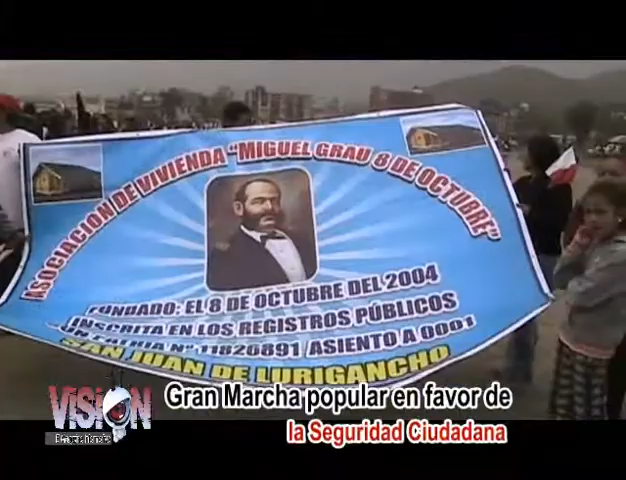 ASOCIACION DE VIVIENDA "MIGUEL GRAU 8 DE OCTUBRE"
FUNDADO: EL 8 DE OCTUBRE DEL 2004
INSCRITA EN LOS REGISTROS PÚBLICOS
N° 11820891 ASIENTO A 0001
SAN JUAN DE LURIGANCHO
VISION
Gran Marcha popular en favor de
la Seguridad Ciudadana